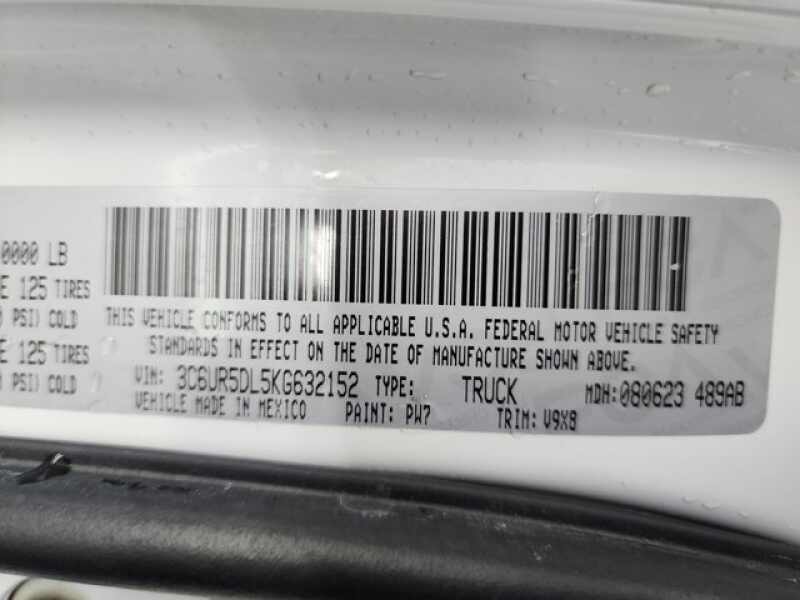 0000 LB
E 125 TIRES
PSI) COLD
E 125 TIRES
PSI) COLD
THIS VEHICLE CONFORMS TO ALL APPLICABLE U.S.A. FEDERAL MOTOR VEHICLE SAFETY
STANDARDS IN EFFECT ON THE DATE OF MANUFACTURE SHOWN ABOVE.
VIN: 3C6UR5DL5KG632152 TYPE: TRUCK MDH: 080623 489AB
VEHICLE MADE IN MEXICO PAINT: PW7 TRIM: V9X8